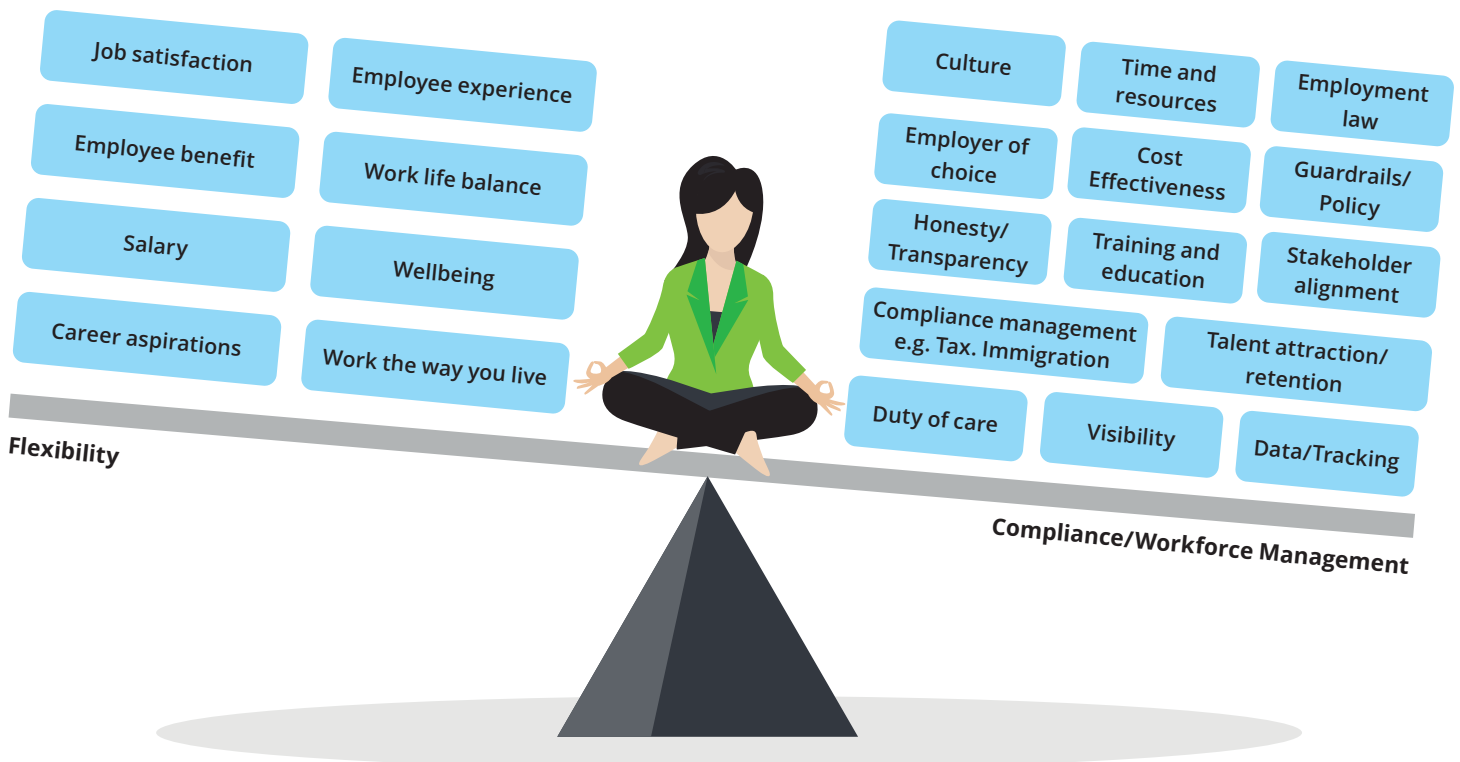 Job satisfaction
Employee experience
Employee benefit
Work life balance
Salary
Wellbeing
Career aspirations
Work the way you live
Flexibility
Culture
Time and
resources
Employment
law
Employer of
choice
Cost
Effectiveness
Guardrails/
Policy
Honesty/
Transparency
Training and
education
Stakeholder
alignment
Compliance management
e.g. Tax. Immigration
Talent attraction/
retention
Duty of care
Visibility
Data/Tracking
Compliance/Workforce Management